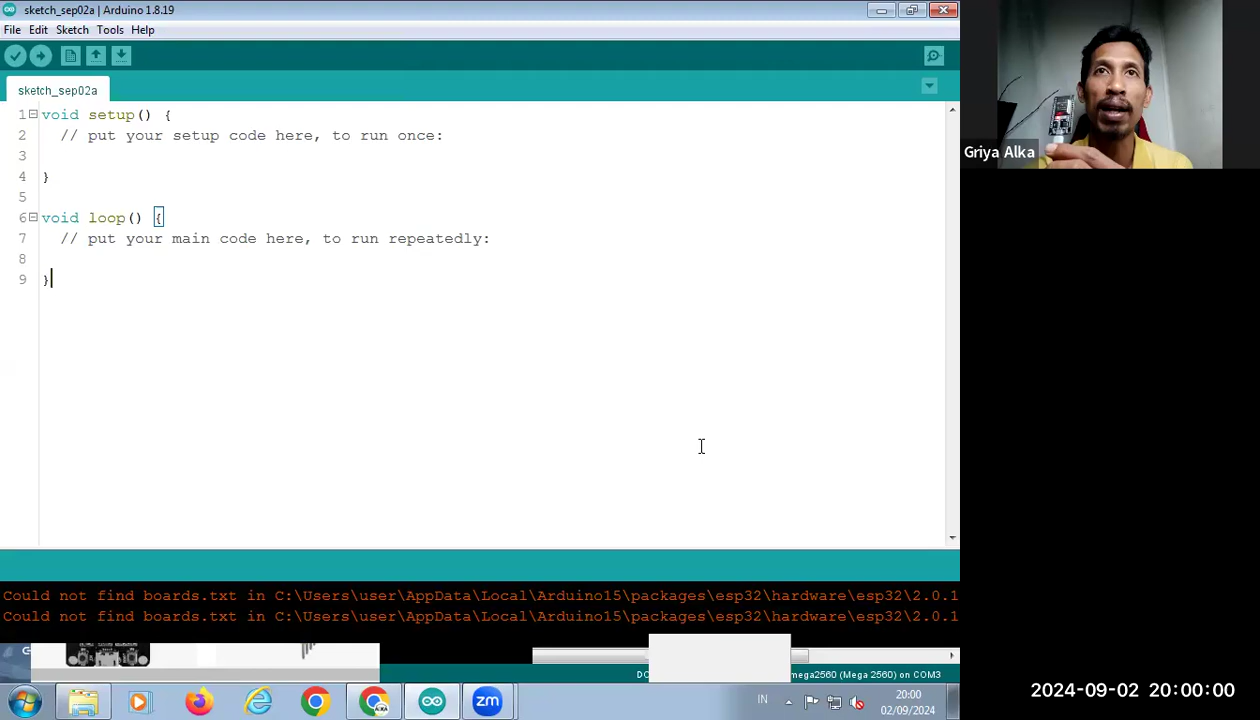 sketch_sep02a | Arduino 1.8.19
File Edit Sketch Tools Help
sketch_sep02a
1 void setup() {
2 // put your setup code here, to run once:
3
4 }
5
6 void loop() {
7 // put your main code here, to run repeatedly:
8
9 }
Griya Alka
Could not find boards.txt in C:\Users\user\AppData\Local\Arduino15\packages\esp32\hardware\esp32\2.0.1
Could not find boards.txt in C:\Users\user\AppData\Local\Arduino15\packages\esp32\hardware\esp32\2.0.1
mega2560 (Mega 2560) on COM3
zm
IN
20:00
02/09/2024
2024-09-02 20:00:00